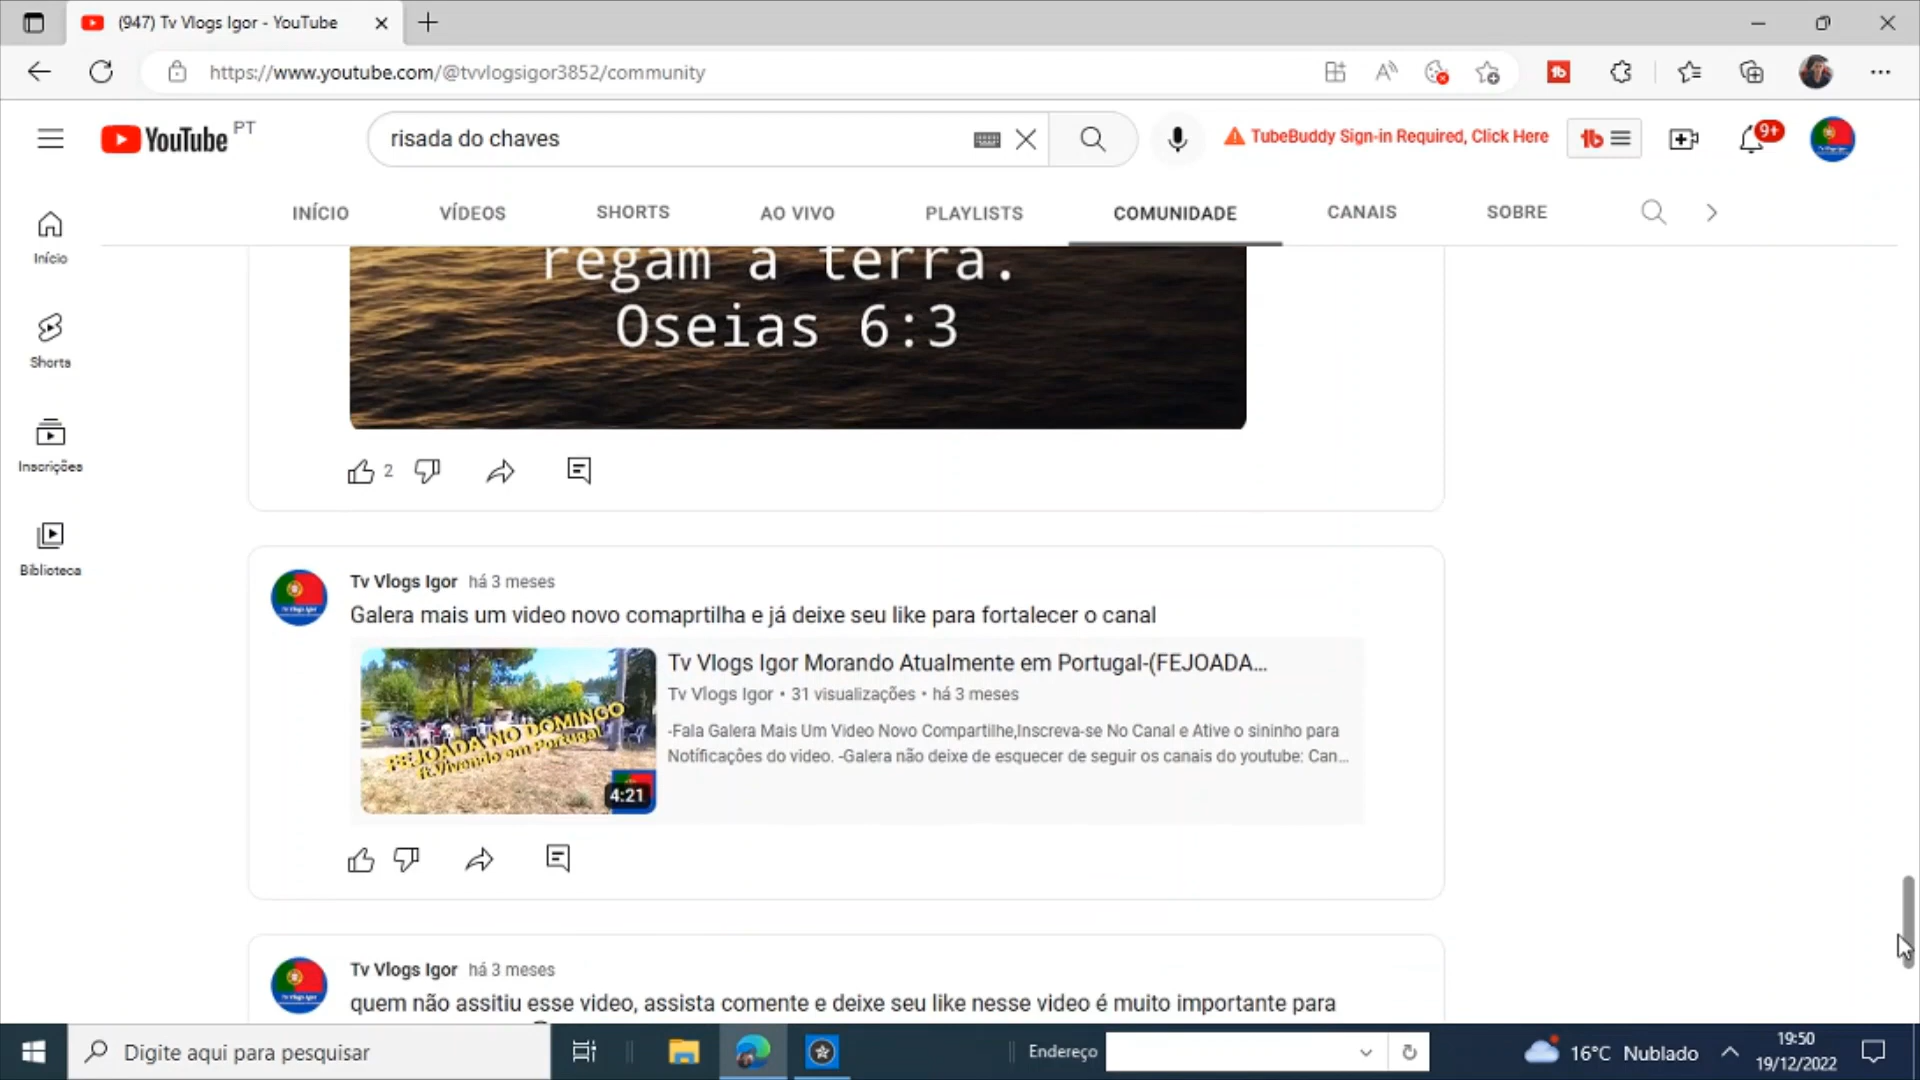 (947) Tv Vlogs Igor - YouTube
https://www.youtube.com/@tvvlogsigor3852/community
YouTube PT
risada do chaves
TubeBuddy Sign-in Required, Click Here
9+
INÍCIO VÍDEOS SHORTS AO VIVO PLAYLISTS COMUNIDADE CANAIS SOBRE
Início
Shorts
Inscrições
Biblioteca
regam a terra.
Oseias 6:3
2
Tv Vlogs Igor há 3 meses
Galera mais um video novo comaprtilha e já deixe seu like para fortalecer o canal
FEJOADA NO DOMINGO
ft.Vivendo em Portugal
4:21
Tv Vlogs Igor Morando Atualmente em Portugal-(FEJOADA...
Tv Vlogs Igor • 31 visualizações • há 3 meses
-Fala Galera Mais Um Video Novo Compartilhe,Inscreva-se No Canal e Ative o sininho para
Notificações do video. -Galera não deixe de esquecer de seguir os canais do youtube: Can...
Tv Vlogs Igor há 3 meses
quem não assitiu esse video, assista comente e deixe seu like nesse video é muito importante para
Digite aqui para pesquisar
Endereço
16°C Nublado
19:50
19/12/2022